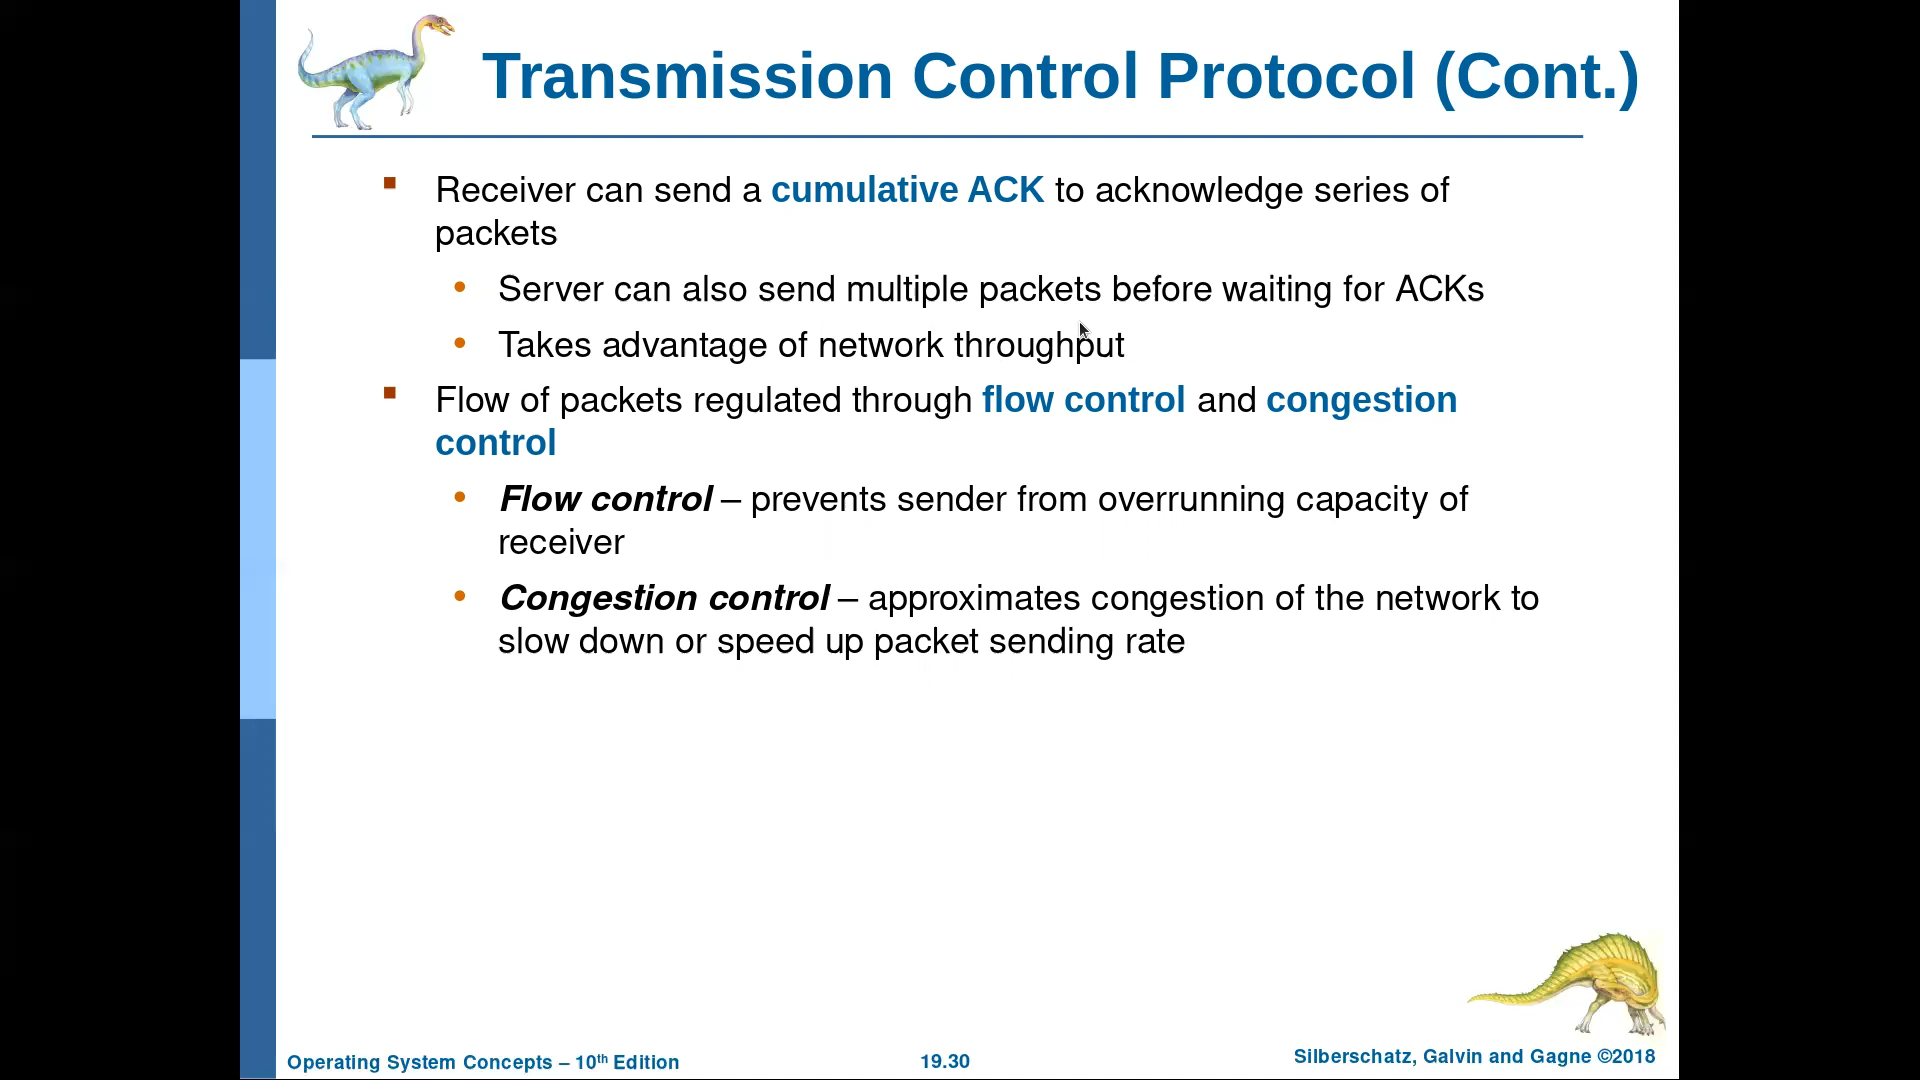 Transmission Control Protocol (Cont.)
Receiver can send a cumulative ACK to acknowledge series of
packets
Server can also send multiple packets before waiting for ACKs
Takes advantage of network throughput
Flow of packets regulated through flow control and congestion
control
Flow control – prevents sender from overrunning capacity of
receiver
Congestion control – approximates congestion of the network to
slow down or speed up packet sending rate
Operating System Concepts – 10th Edition
19.30
Silberschatz, Galvin and Gagne ©2018